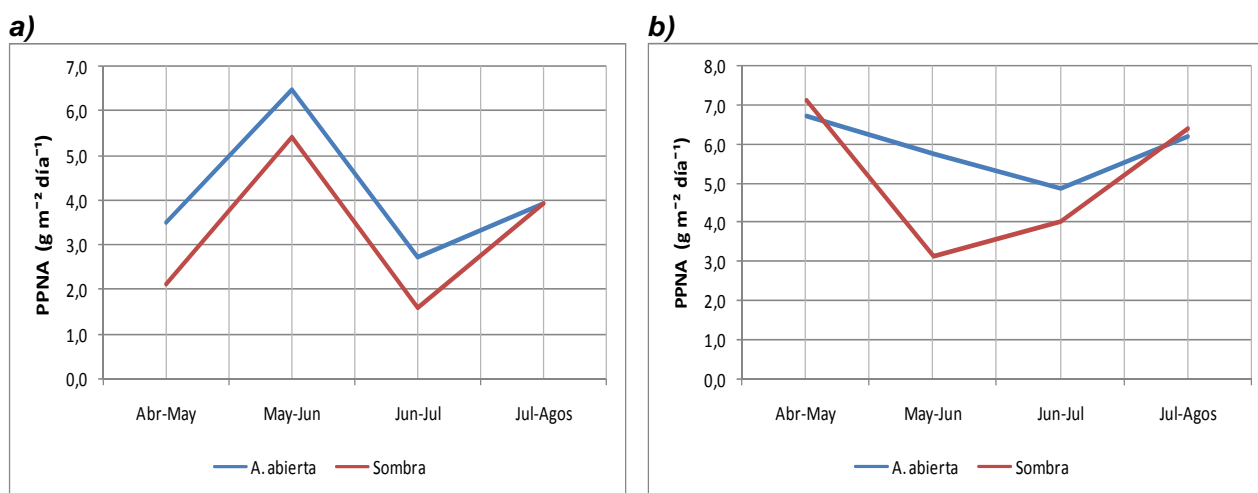 a)
7,0
6,0
5,0
4,0
3,0
2,0
1,0
0,0
PPNA (g m⁻² día⁻¹)
Abr-May May-Jun Jun-Jul Jul-Agos
A. abierta Sombra
b)
8,0
7,0
6,0
5,0
4,0
3,0
2,0
1,0
0,0
PPNA (g m⁻² día⁻¹)
Abr-May May-Jun Jun-Jul Jul-Agos
A. abierta Sombra